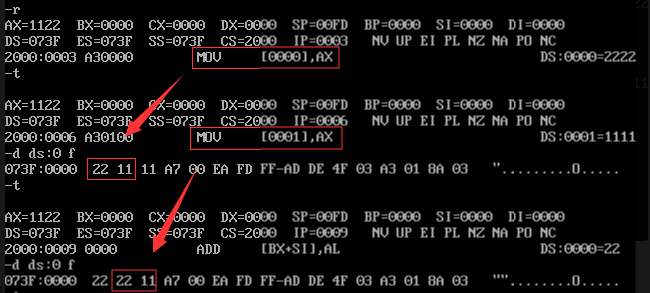 -r
AX=1122 BX=0000 CX=0000 DX=0000 SP=00FD BP=0000 SI=0000 DI=0000
DS=073F ES=073F SS=073F CS=2000 IP=0003 NV UP EI PL NZ NA PO NC
2000:0003 A30000 MOV [0000],AX DS:0000=2222
-t
AX=1122 BX=0000 CX=0000 DX=0000 SP=00FD BP=0000 SI=0000 DI=0000
DS=073F ES=073F SS=073F CS=2000 IP=0006 NV UP EI PL NZ NA PO NC
2000:0006 A30100 MOV [0001],AX DS:0001=1111
-d ds:0 f
073F:0000 22 11 11 A7 00 EA FD FF-AD DE 4F 03 A3 01 8A 03 ".........O.....
-t
AX=1122 BX=0000 CX=0000 DX=0000 SP=00FD BP=0000 SI=0000 DI=0000
DS=073F ES=073F SS=073F CS=2000 IP=0009 NV UP EI PL NZ NA PO NC
2000:0009 0000 ADD [BX+SI],AL DS:0000=22
-d ds:0 f
073F:0000 22 22 11 A7 00 EA FD FF-AD DE 4F 03 A3 01 8A 03 ""........O.....